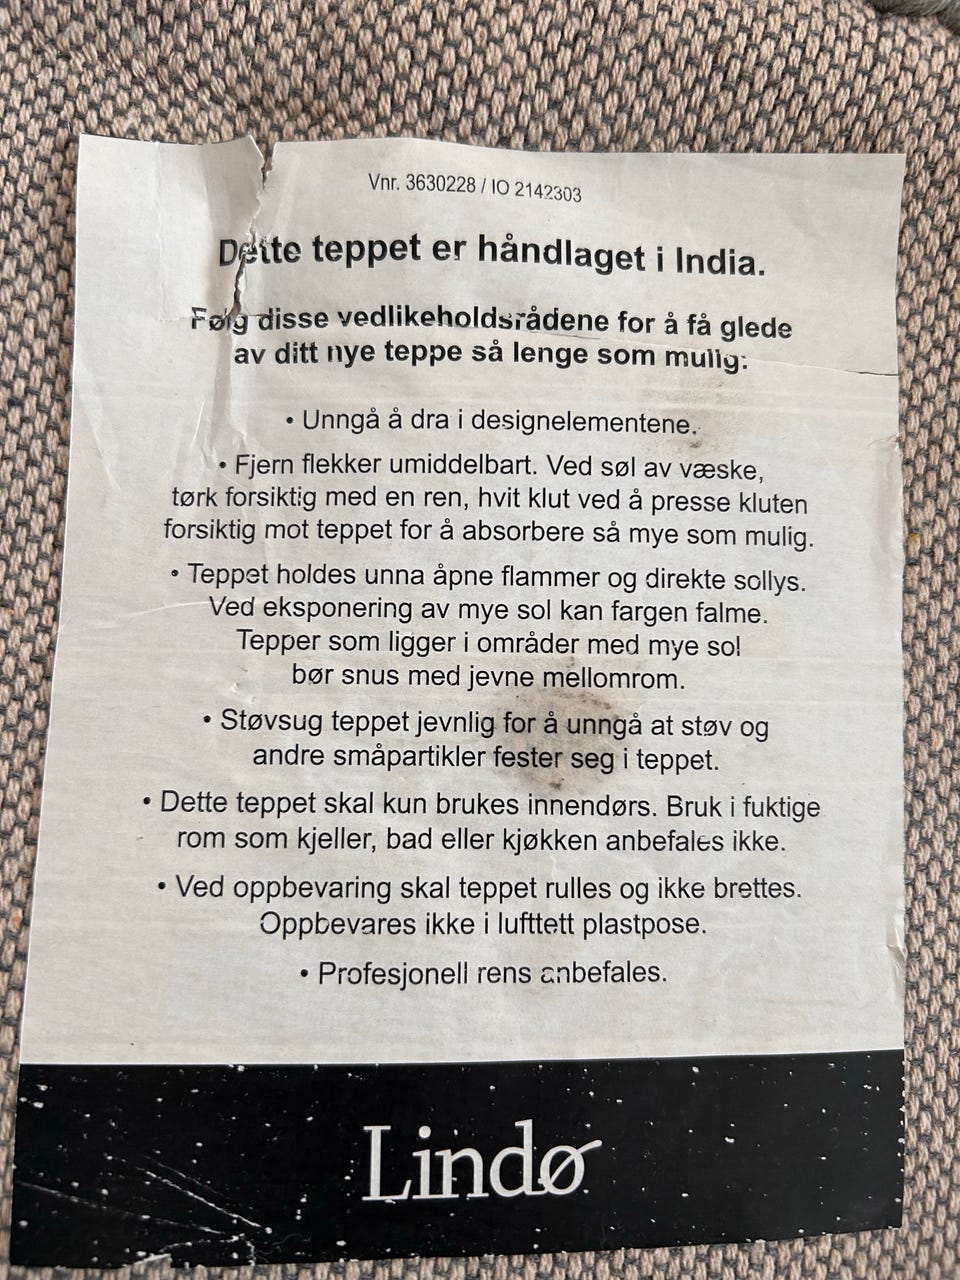 Vnr. 3630228 / IO 2142303
Dette teppet er håndlaget i India.
Følg disse vedlikeholdsrådene for å få glede
av ditt nye teppe så lenge som mulig:
• Unngå å dra i designelementene.
• Fjern flekker umiddelbart. Ved søl av væske,
tørk forsiktig med en ren, hvit klut ved å presse kluten
forsiktig mot teppet for å absorbere så mye som mulig.
• Teppet holdes unna åpne flammer og direkte sollys.
Ved eksponering av mye sol kan fargen falme.
Tepper som ligger i områder med mye sol
bør snus med jevne mellomrom.
• Støvsug teppet jevnlig for å unngå at støv og
andre småpartikler fester seg i teppet.
• Dette teppet skal kun brukes innendørs. Bruk i fuktige
rom som kjeller, bad eller kjøkken anbefales ikke.
• Ved oppbevaring skal teppet rulles og ikke brettes.
Oppbevares ikke i lufttett plastpose.
• Profesjonell rens anbefales.
Lindø